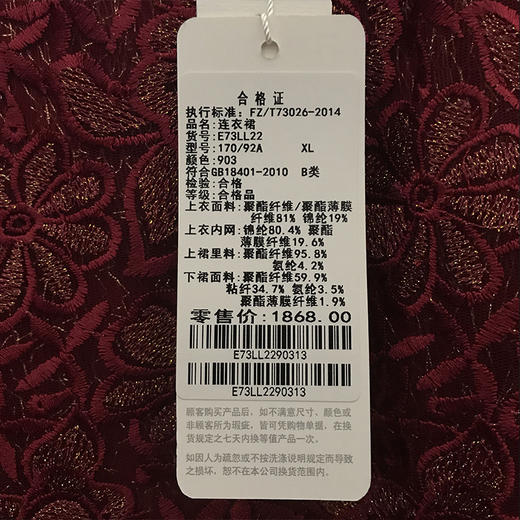 合格证
执行标准：FZ/T73026-2014
品名：连衣裙
货号：E73LL22
型号：170/92A XL
颜色：903
符合GB18401-2010 B类
检验：合格
等级：合格品
上衣面料：聚酯纤维/聚酯薄膜
纤维81% 锦纶19%
上衣内网：锦纶80.4% 聚酯
薄膜纤维19.6%
上裙里料：聚酯纤维95.8%
氨纶4.2%
下裙面料：聚酯纤维59.9%
粘纤34.7% 氨纶3.5%
聚酯薄膜纤维1.9%
零售价：1868.00
E73LL2290313
E73LL2290313
顾客购买产品后，如不满意尺寸、颜色或
非顾客所为瑕疵，皆可凭购物单据，在换
货规定之七天内换等值产品一次。
如因人为疏忽或不按洗涤说明规定而导致
之损坏，恕不在本公司换货范围内。